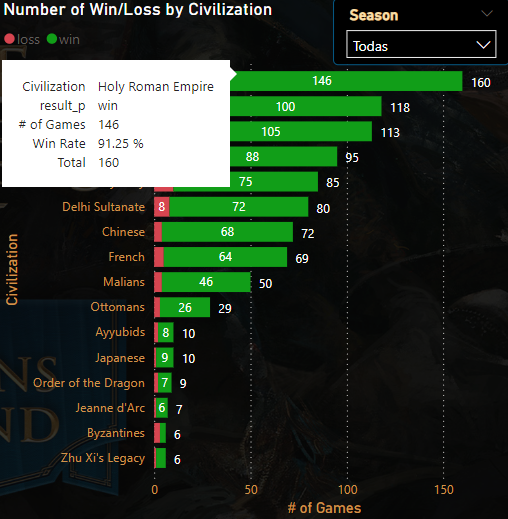 Number of Win/Loss by Civilization
loss win
Season
Todas
Civilization Holy Roman Empire
result_p win
# of Games 146
Win Rate 91.25 %
Total 160
146 160
100 118
105 113
88 95
75 85
Delhi Sultanate 8 72 80
Chinese 68 72
French 64 69
Malians 46 50
Ottomans 26 29
Ayyubids 8 10
Japanese 9 10
Order of the Dragon 7 9
Jeanne d'Arc 6 7
Byzantines 6
Zhu Xi's Legacy 6
0 50 100 150
# of Games
Civilization